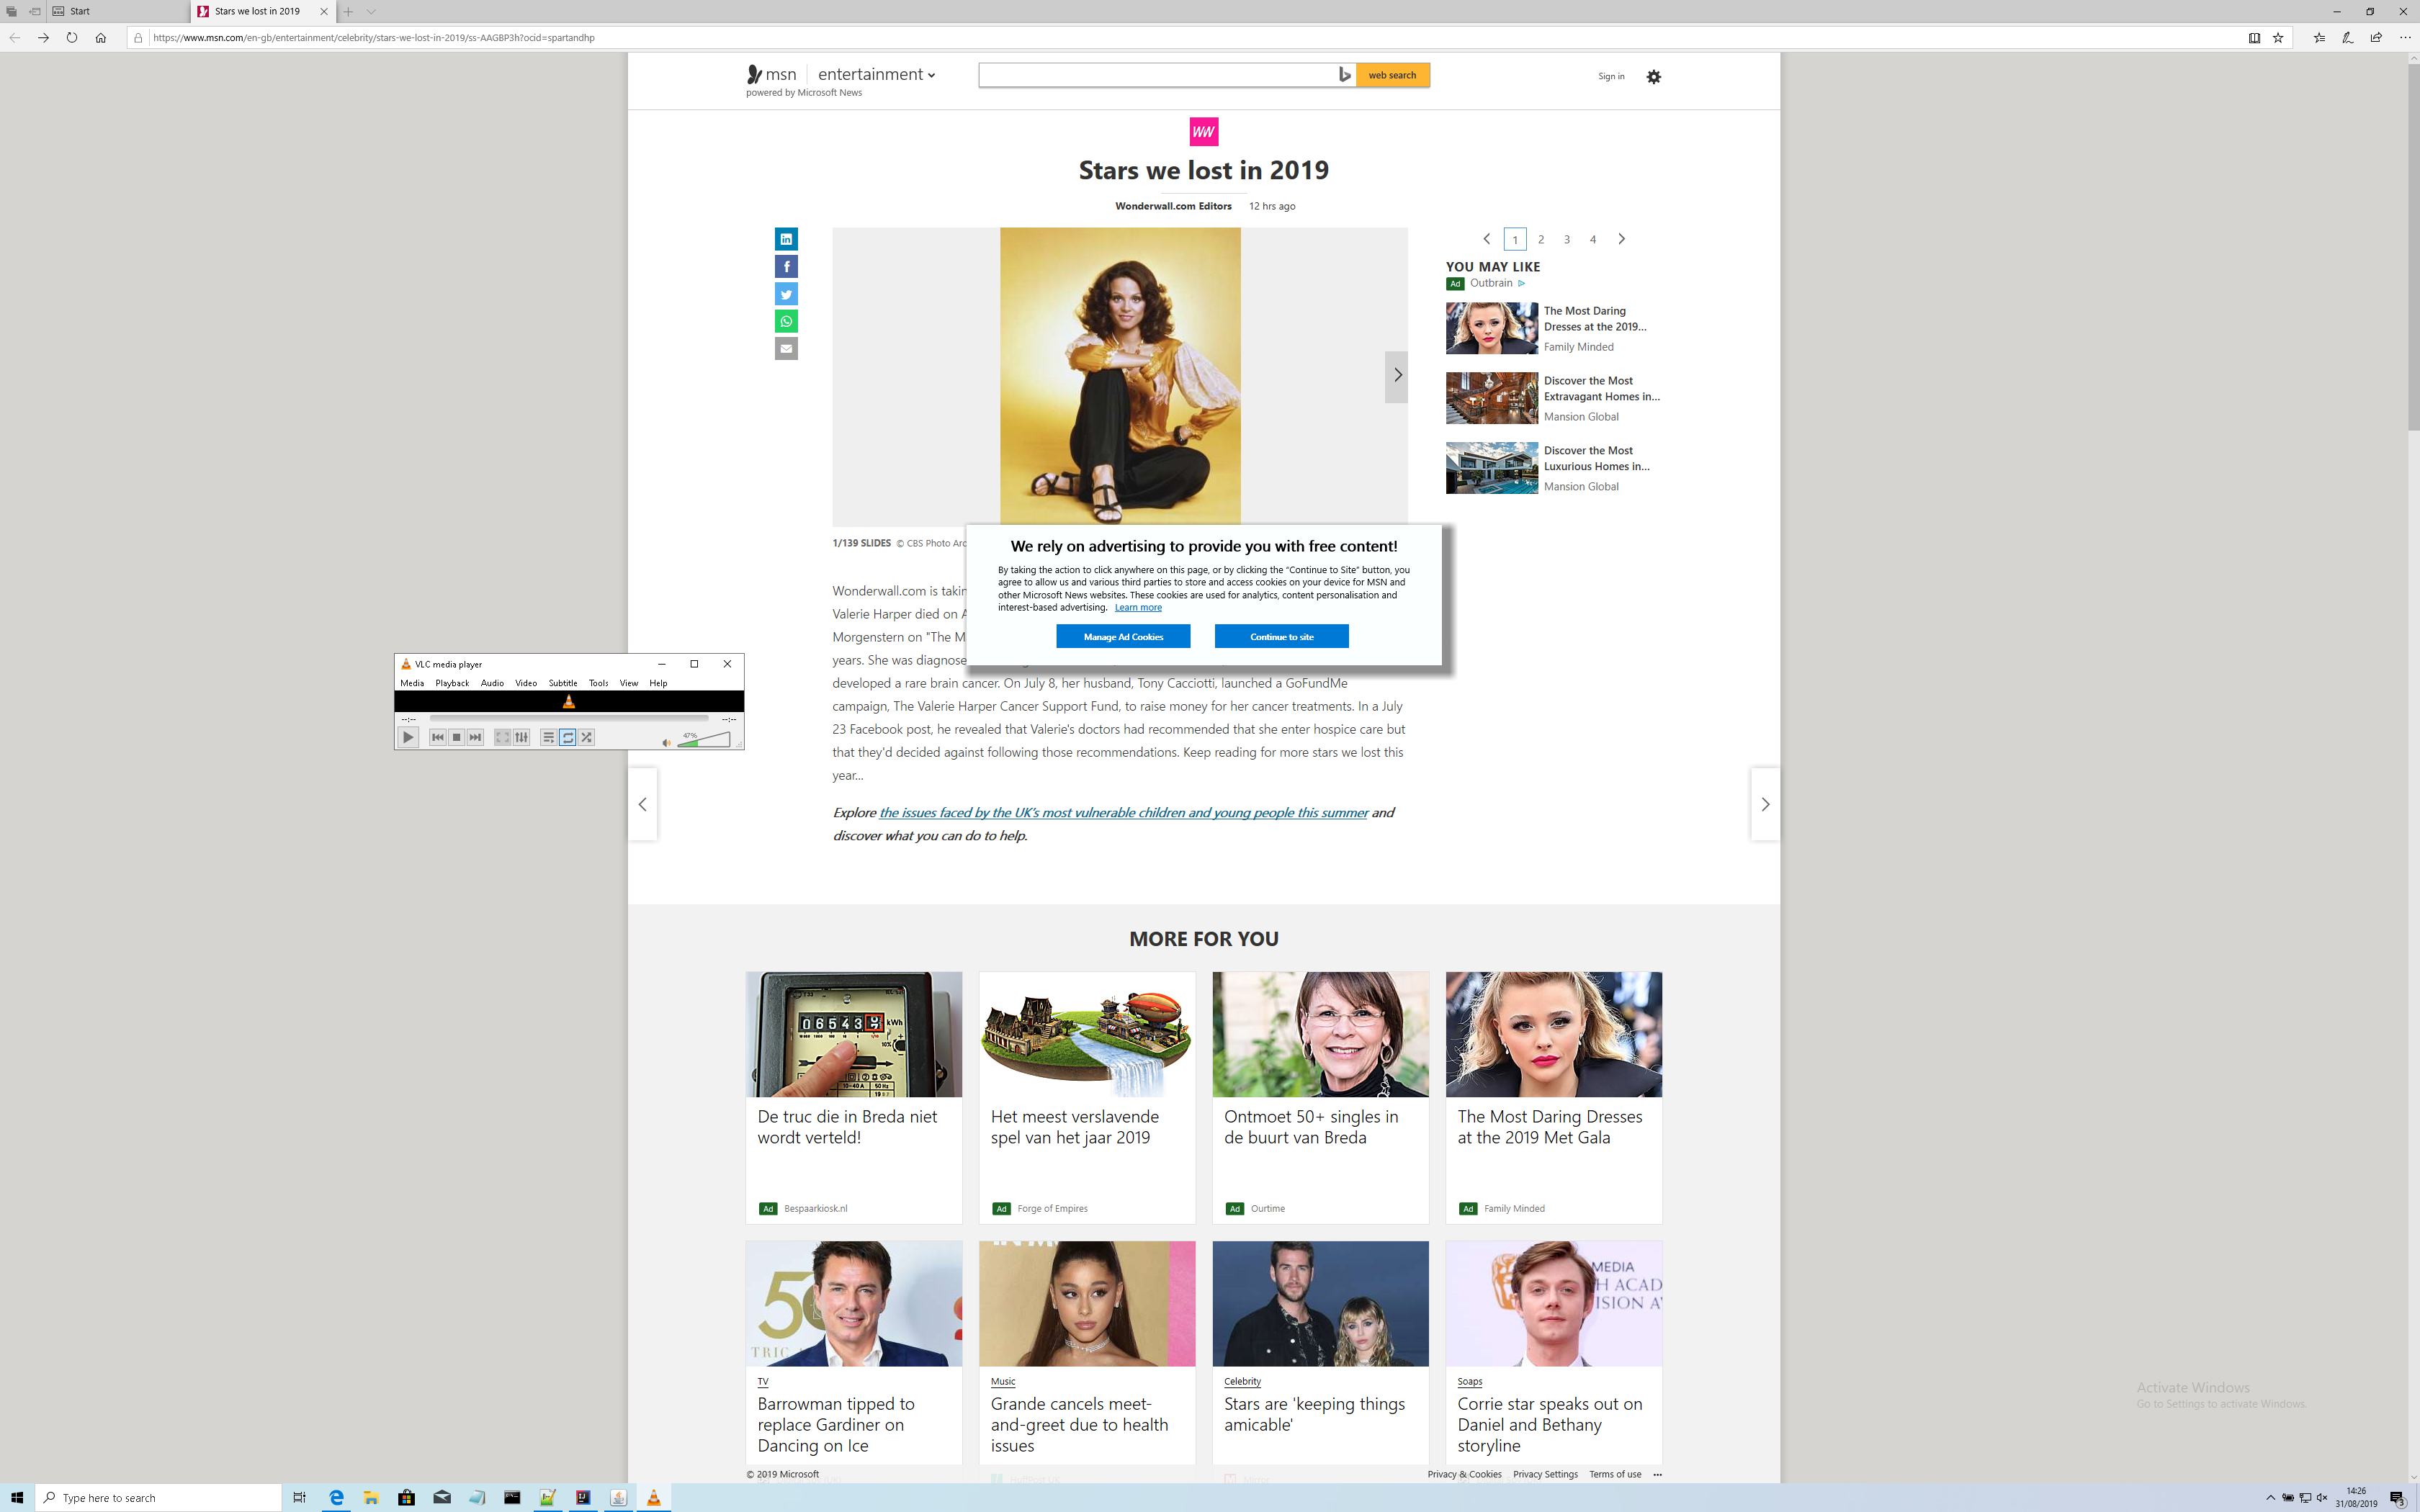 Start
Stars we lost in 2019
https://www.msn.com/en-gb/entertainment/celebrity/stars-we-lost-in-2019/ss-AAGBP3h?ocid=spartandhp
msn entertainment
powered by Microsoft News
web search
Sign in
WW
Stars we lost in 2019
Wonderwall.com Editors 12 hrs ago
1 2 3 4
YOU MAY LIKE
Ad Outbrain
The Most Daring
Dresses at the 2019...
Family Minded
Discover the Most
Extravagant Homes in...
Mansion Global
Discover the Most
Luxurious Homes in...
Mansion Global
1/139 SLIDES © CBS Photo Arc
We rely on advertising to provide you with free content!
By taking the action to click anywhere on this page, or by clicking the "Continue to Site" button, you
agree to allow us and various third parties to store and access cookies on your device for MSN and
other Microsoft News websites. These cookies are used for analytics, content personalisation and
interest-based advertising. Learn more
Manage Ad Cookies Continue to site
Wonderwall.com is takin
Valerie Harper died on A
Morgenstern on "The M
years. She was diagnose
developed a rare brain cancer. On July 8, her husband, Tony Cacciotti, launched a GoFundMe
campaign, The Valerie Harper Cancer Support Fund, to raise money for her cancer treatments. In a July
23 Facebook post, he revealed that Valerie's doctors had recommended that she enter hospice care but
that they'd decided against following those recommendations. Keep reading for more stars we lost this
year...
Explore the issues faced by the UK's most vulnerable children and young people this summer and
discover what you can do to help.
VLC media player
Media Playback Audio Video Subtitle Tools View Help
--:-- --:--
47%
MORE FOR YOU
06543
kWh
10%
10-40 A 50 Hz
De truc die in Breda niet
wordt verteld!
Ad Bespaarkiosk.nl
Het meest verslavende
spel van het jaar 2019
Ad Forge of Empires
Ontmoet 50+ singles in
de buurt van Breda
Ad Ourtime
The Most Daring Dresses
at the 2019 Met Gala
Ad Family Minded
50
TRIC
TV
Barrowman tipped to
replace Gardiner on
Dancing on Ice
Music
Grande cancels meet-
and-greet due to health
issues
Celebrity
Stars are 'keeping things
amicable'
MEDIA
H ACAD
ISION A
Soaps
Corrie star speaks out on
Daniel and Bethany
storyline
© 2019 Microsoft
Privacy & Cookies Privacy Settings Terms of use
Activate Windows
Go to Settings to activate Windows.
Type here to search
14:26
31/08/2019
3